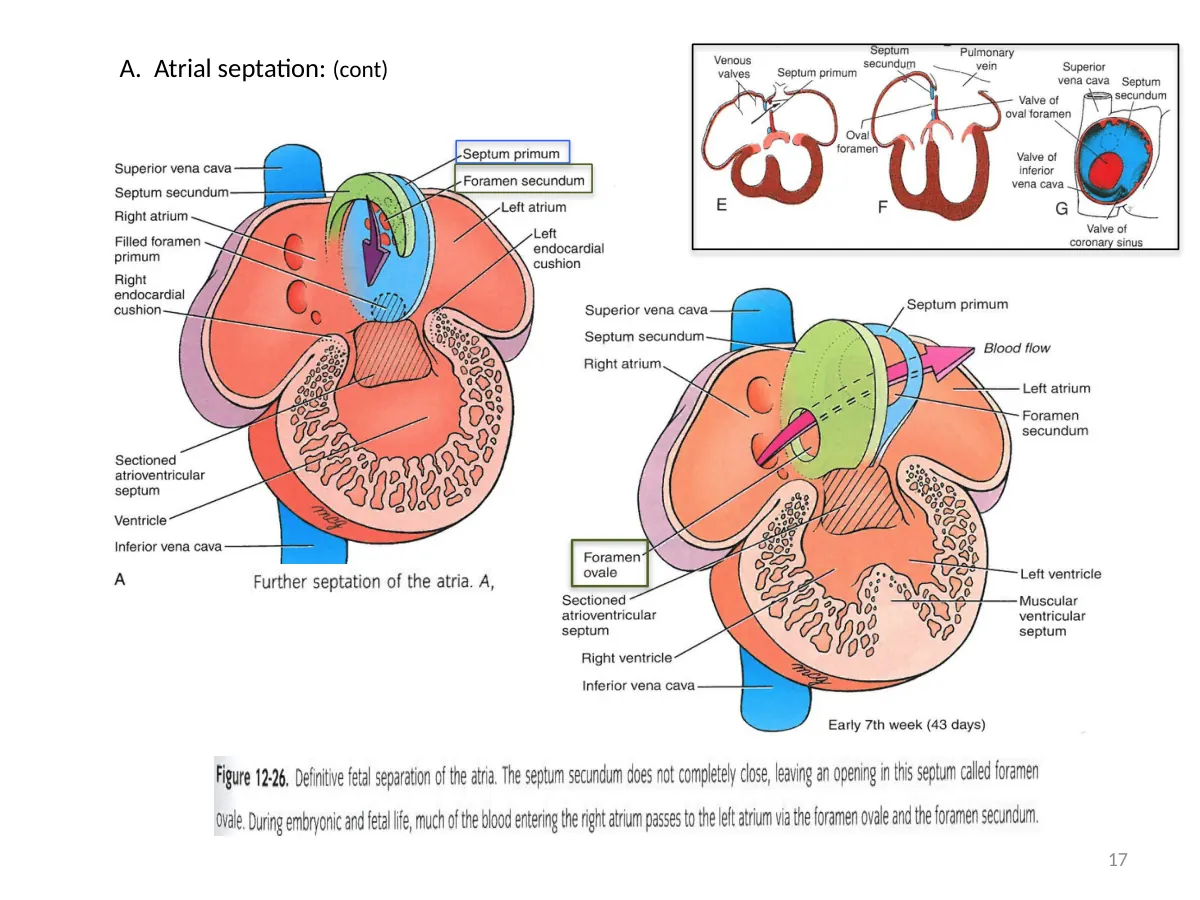 A. Atrial septation: (cont)
Venous
valves
Septum primum
Septum
secundum
Pulmonary
vein
Superior
vena cava
Septum
secundum
Valve of
oval foramen
Oval
foramen
Valve of
inferior
vena cava
Valve of
coronary sinus
E
F
G
Superior vena cava
Septum secundum
Right atrium
Filled foramen
primum
Right
endocardial
cushion
Septum primum
Foramen secundum
Left atrium
Left
endocardial
cushion
Sectioned
atrioventricular
septum
Ventricle
Inferior vena cava
mcg
A
Further septation of the atria. A,
Superior vena cava
Septum secundum
Right atrium
Septum primum
Blood flow
Left atrium
Foramen
secundum
Foramen
ovale
Sectioned
atrioventricular
septum
Right ventricle
Inferior vena cava
Left ventricle
Muscular
ventricular
septum
mcg
Early 7th week (43 days)
Figure 12-26. Definitive fetal separation of the atria. The septum secundum does not completely close, leaving an opening in this septum called foramen
ovale. During embryonic and fetal life, much of the blood entering the right atrium passes to the left atrium via the foramen ovale and the foramen secundum.
17